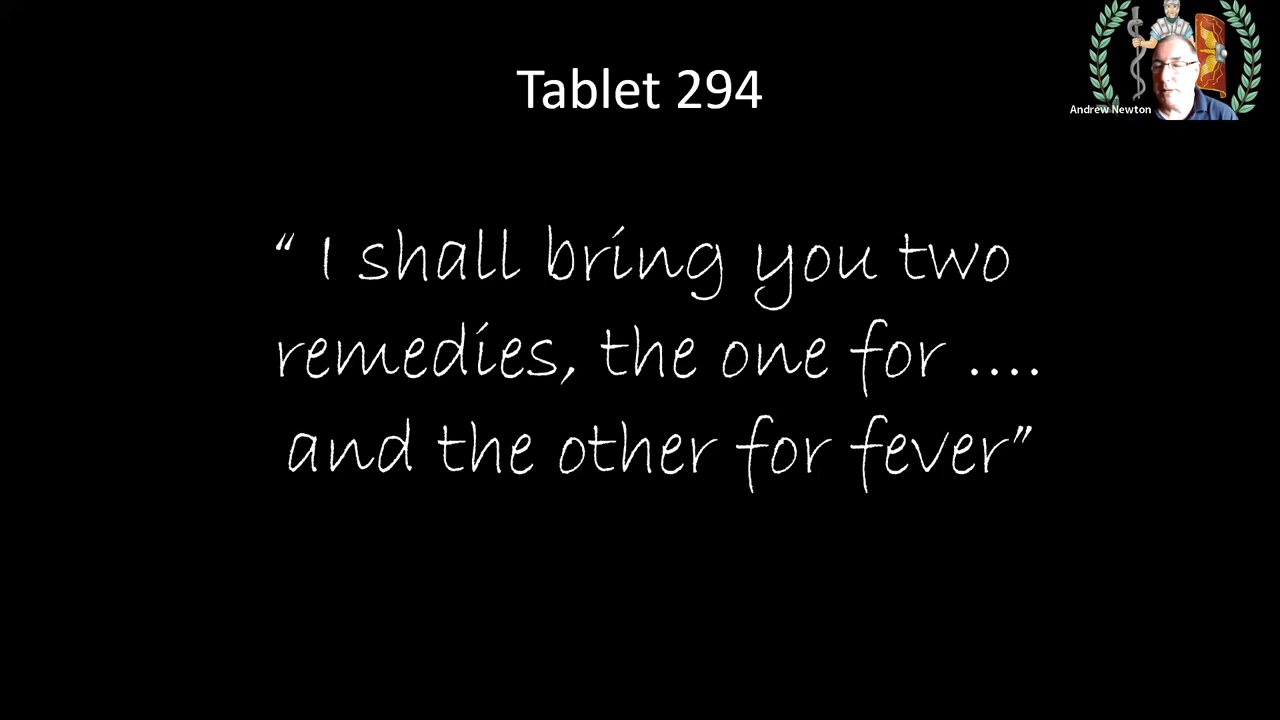 Tablet 294
Andrew Newton
“ I shall bring you two
remedies, the one for ....
and the other for fever”